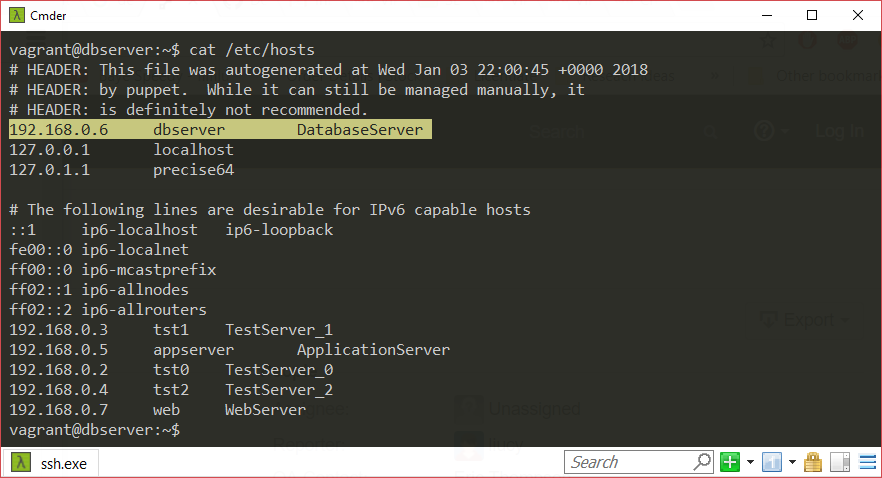 Cmder
vagrant@dbserver:~$ cat /etc/hosts
# HEADER: This file was autogenerated at Wed Jan 03 22:00:45 +0000 2018
# HEADER: by puppet.  While it can still be managed manually, it
# HEADER: is definitely not recommended.
192.168.0.6     dbserver        DatabaseServer
127.0.0.1       localhost
127.0.1.1       precise64
# The following lines are desirable for IPv6 capable hosts
::1     ip6-localhost   ip6-loopback
fe00::0 ip6-localnet
ff00::0 ip6-mcastprefix
ff02::1 ip6-allnodes
ff02::2 ip6-allrouters
192.168.0.3     tst1    TestServer_1
192.168.0.5     appserver       ApplicationServer
192.168.0.2     tst0    TestServer_0
192.168.0.4     tst2    TestServer_2
192.168.0.7     web     WebServer
vagrant@dbserver:~$
Search
Log In
Export
Unassigned
ssh.exe
Search
1